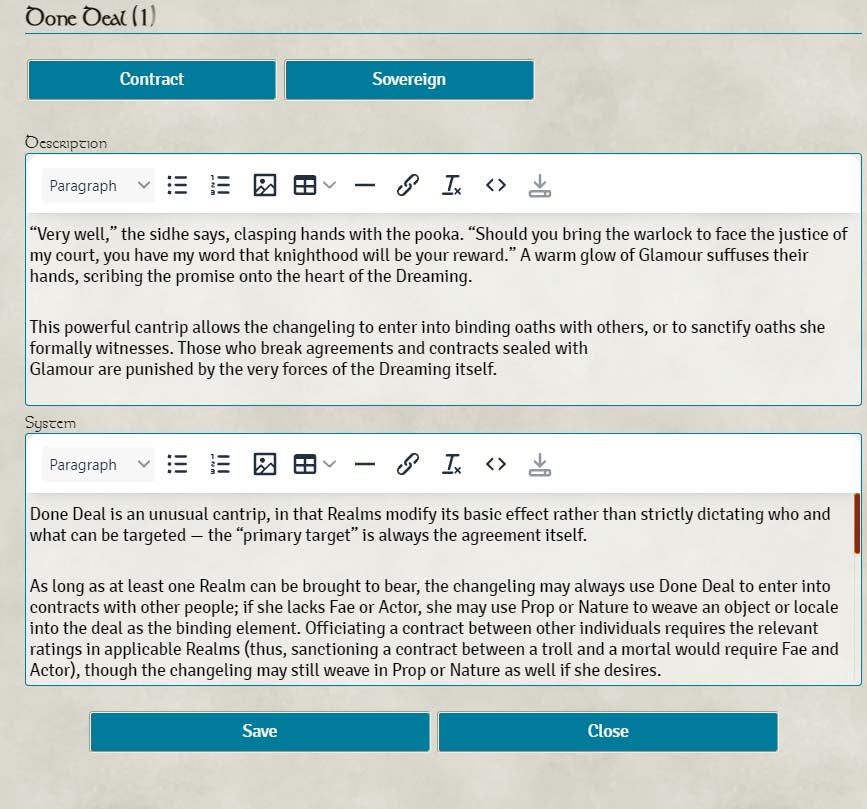 Done Deal (1)
Contract Sovereign
Description
Paragraph
“Very well,” the sidhe says, clasping hands with the pooka. “Should you bring the warlock to face the justice of
my court, you have my word that knighthood will be your reward.” A warm glow of Glamour suffuses their
hands, scribing the promise onto the heart of the Dreaming.
This powerful cantrip allows the changeling to enter into binding oaths with others, or to sanctify oaths she
formally witnesses. Those who break agreements and contracts sealed with
Glamour are punished by the very forces of the Dreaming itself.
System
Paragraph
Done Deal is an unusual cantrip, in that Realms modify its basic effect rather than strictly dictating who and
what can be targeted — the “primary target” is always the agreement itself.
As long as at least one Realm can be brought to bear, the changeling may always use Done Deal to enter into
contracts with other people; if she lacks Fae or Actor, she may use Prop or Nature to weave an object or locale
into the deal as the binding element. Officiating a contract between other individuals requires the relevant
ratings in applicable Realms (thus, sanctioning a contract between a troll and a mortal would require Fae and
Actor), though the changeling may still weave in Prop or Nature as well if she desires.
Save Close